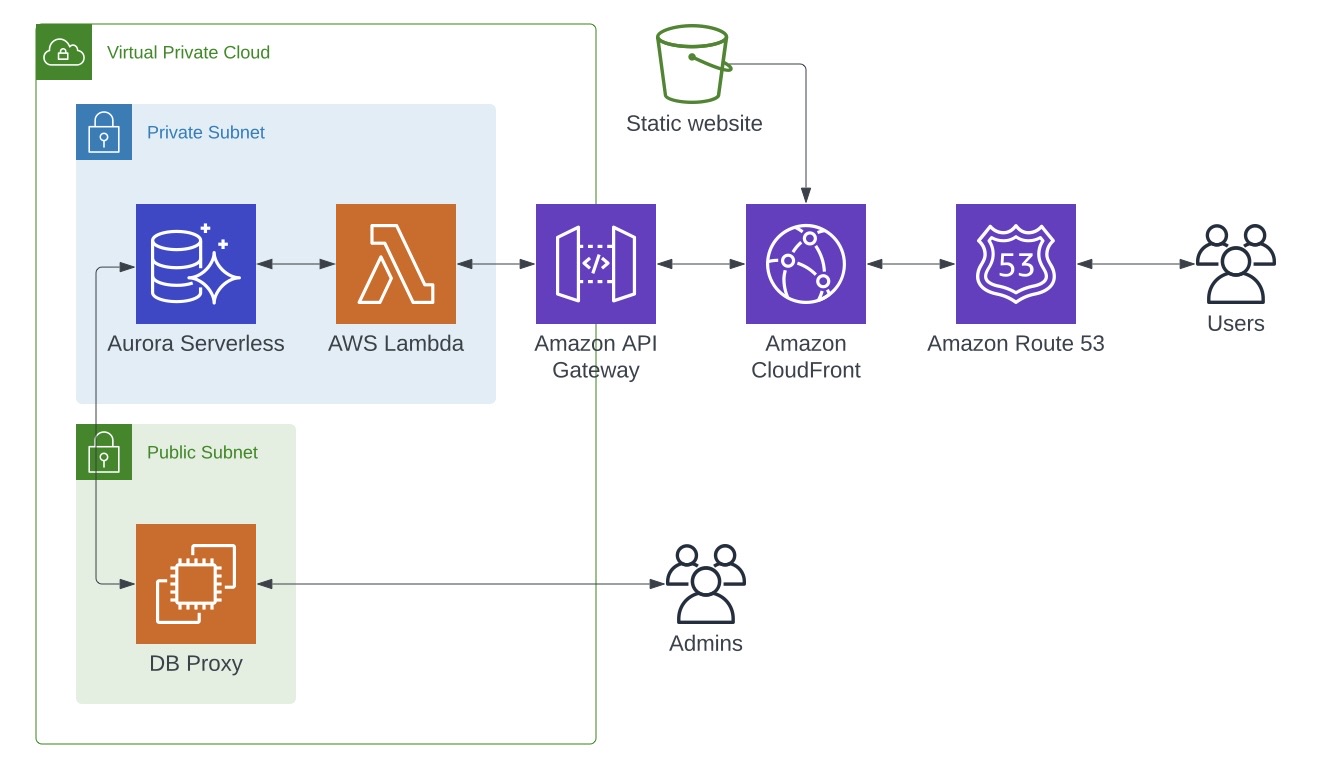 Virtual Private Cloud
Static website
Private Subnet
53
Aurora Serverless
AWS Lambda
Amazon API
Gateway
Amazon
CloudFront
Amazon Route 53
Users
Public Subnet
DB Proxy
Admins